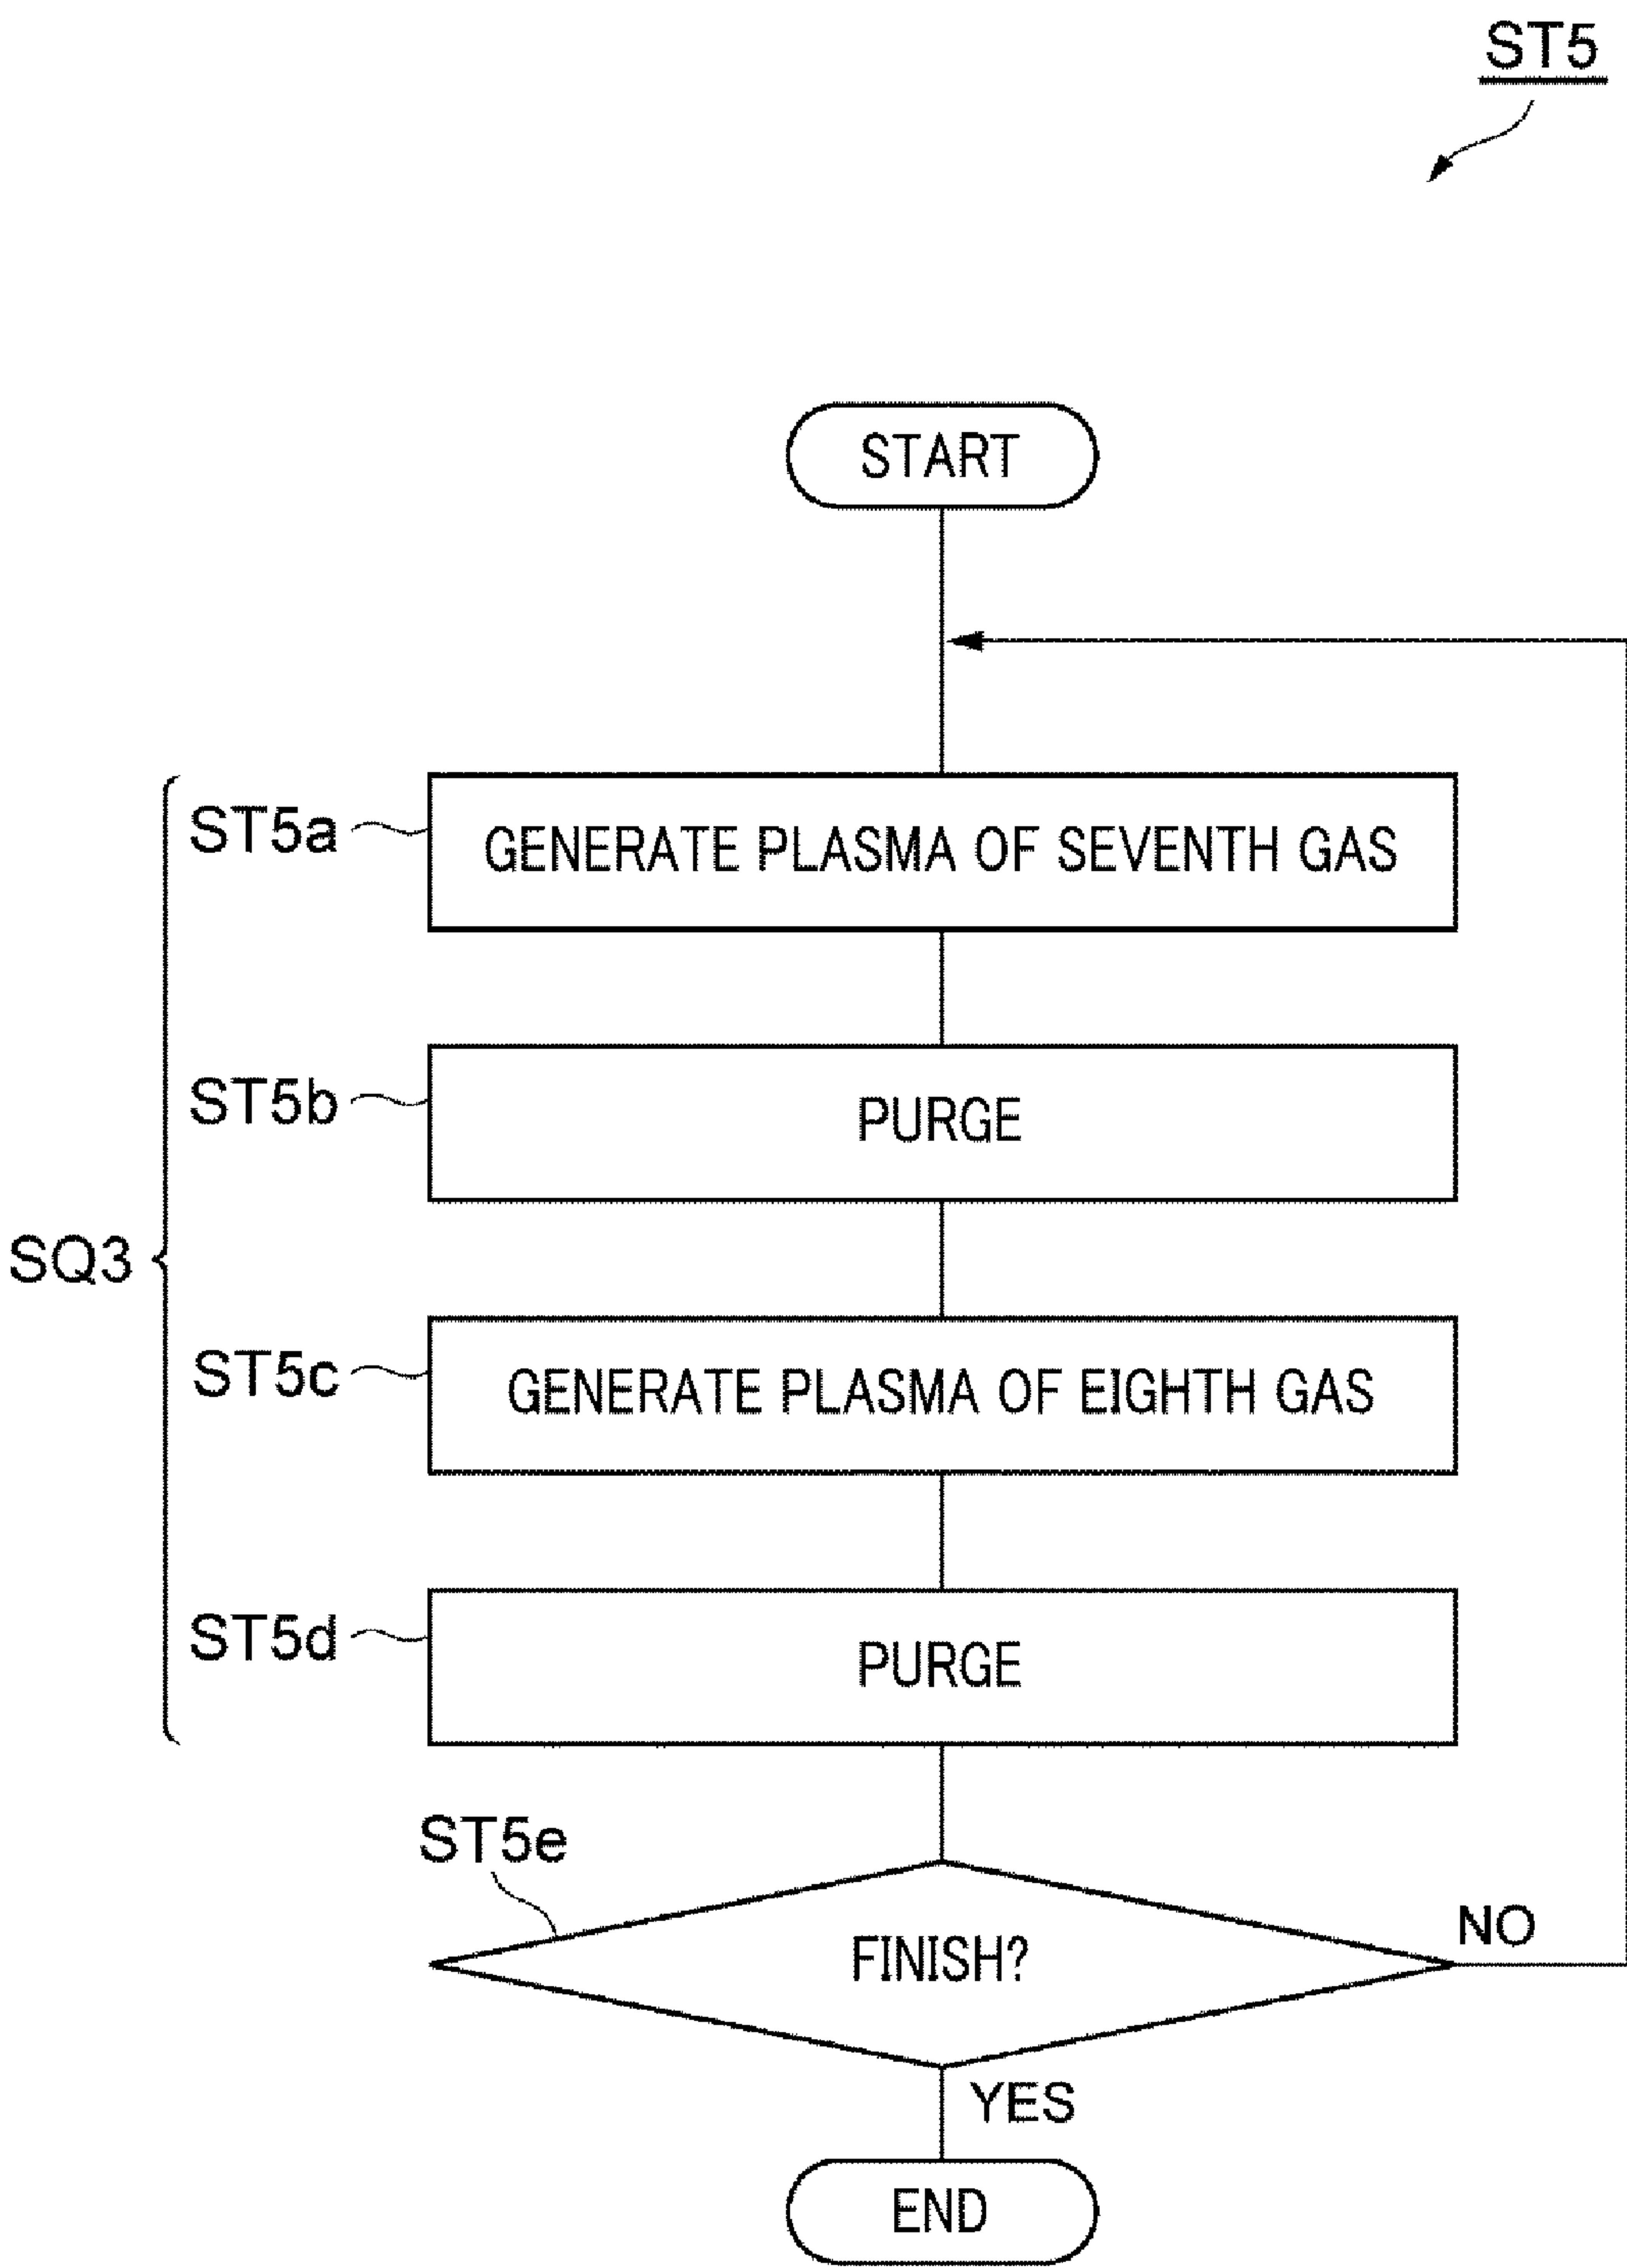 ST5
START
ST5a
GENERATE PLASMA OF SEVENTH GAS
ST5b
PURGE
SQ3
ST5c
GENERATE PLASMA OF EIGHTH GAS
ST5d
PURGE
ST5e
FINISH?
NO
YES
END